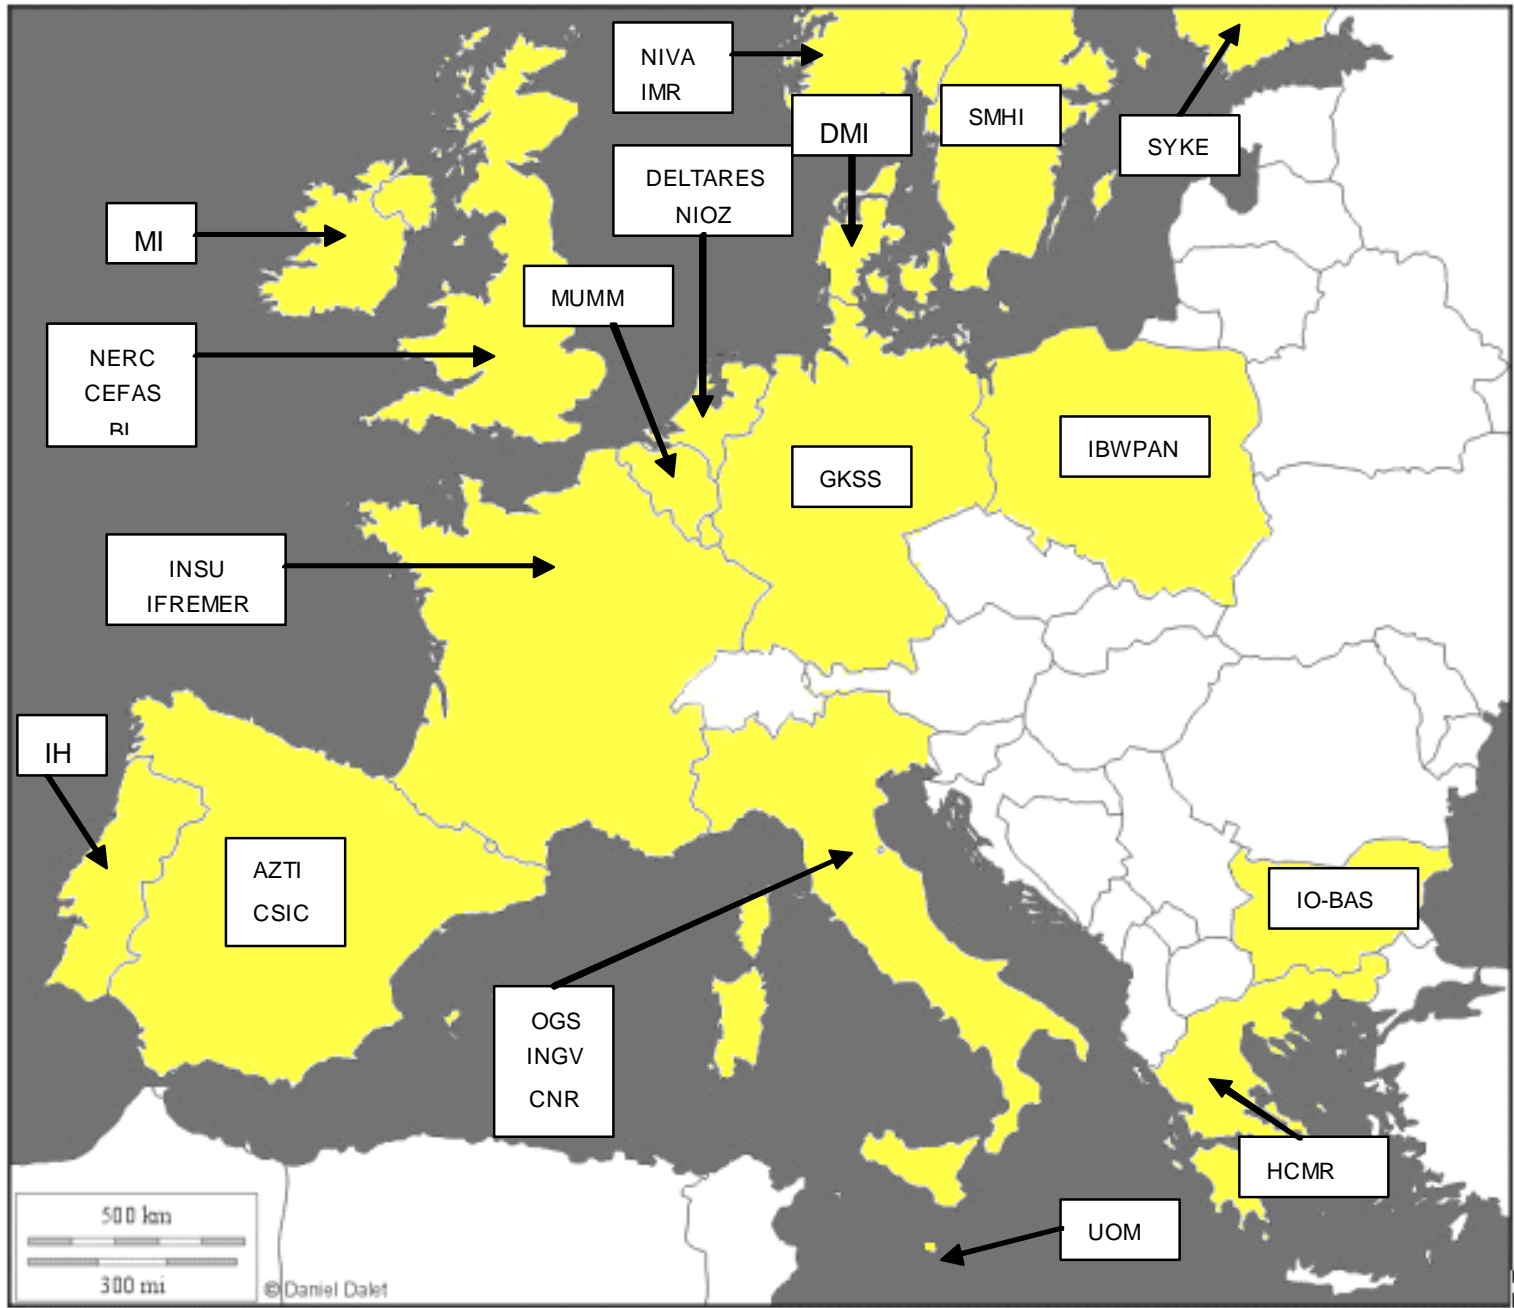 NIVA
IMR
DMI
SMHI
SYKE
DELTARES
NIOZ
MI
MUMM
NERC
CEFAS
IBWPAN
GKSS
INSU
IFREMER
IH
AZTI
CSIC
IO-BAS
OGS
INGV
CNR
HCMR
UOM
500 km
300 mi
© Daniel Dalet